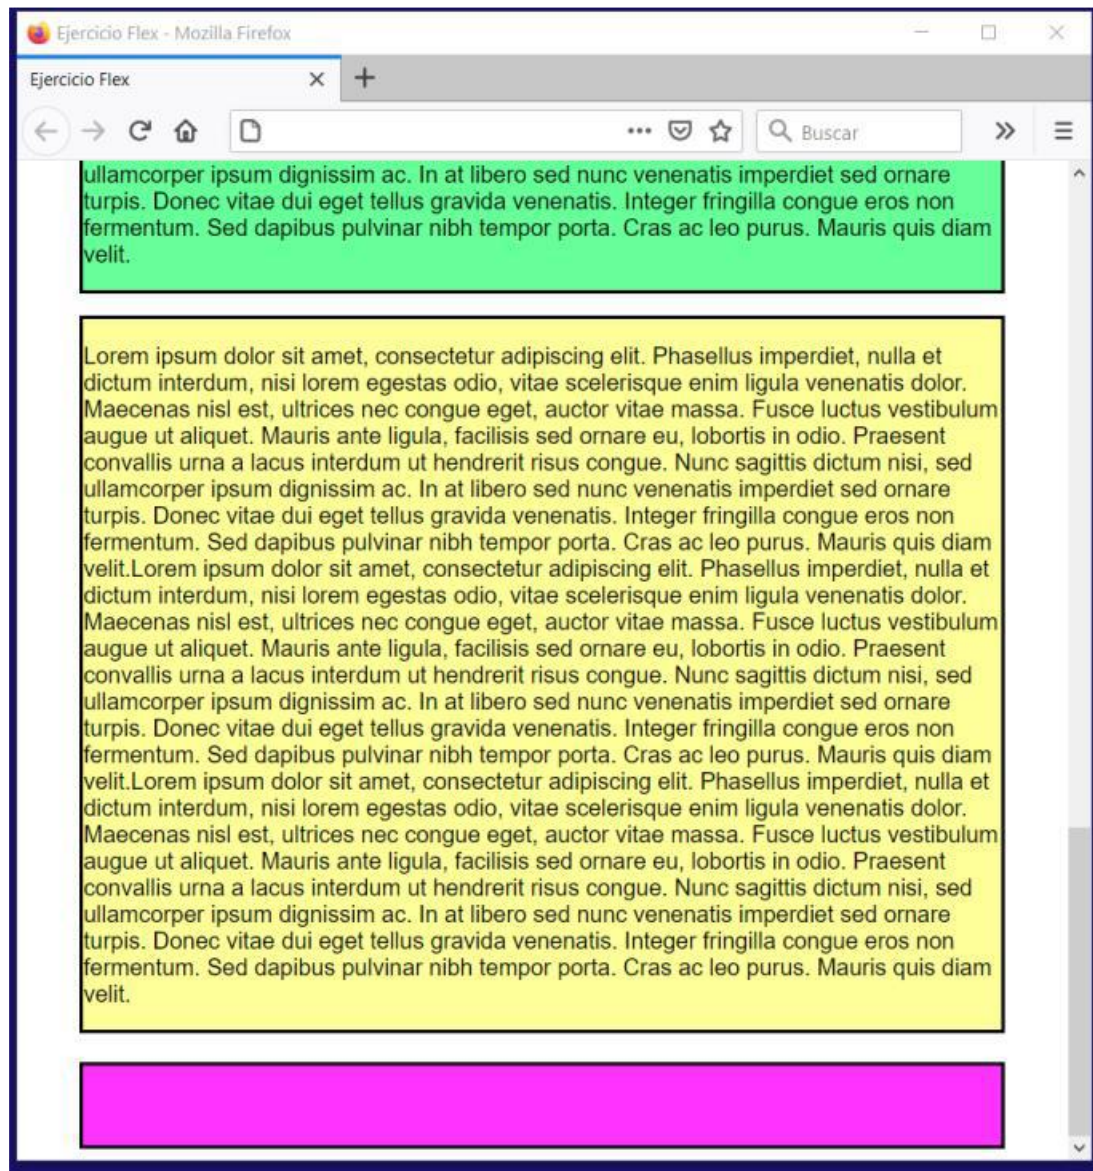 Ejercicio Flex - Mozilla Firefox
Ejercicio Flex
Buscar
ullamcorper ipsum dignissim ac. In at libero sed nunc venenatis imperdiet sed ornare
turpis. Donec vitae dui eget tellus gravida venenatis. Integer fringilla congue eros non
fermentum. Sed dapibus pulvinar nibh tempor porta. Cras ac leo purus. Mauris quis diam
velit.
Lorem ipsum dolor sit amet, consectetur adipiscing elit. Phasellus imperdiet, nulla et
dictum interdum, nisi lorem egestas odio, vitae scelerisque enim ligula venenatis dolor.
Maecenas nisl est, ultrices nec congue eget, auctor vitae massa. Fusce luctus vestibulum
augue ut aliquet. Mauris ante ligula, facilisis sed ornare eu, lobortis in odio. Praesent
convallis urna a lacus interdum ut hendrerit risus congue. Nunc sagittis dictum nisi, sed
ullamcorper ipsum dignissim ac. In at libero sed nunc venenatis imperdiet sed ornare
turpis. Donec vitae dui eget tellus gravida venenatis. Integer fringilla congue eros non
fermentum. Sed dapibus pulvinar nibh tempor porta. Cras ac leo purus. Mauris quis diam
velit.Lorem ipsum dolor sit amet, consectetur adipiscing elit. Phasellus imperdiet, nulla et
dictum interdum, nisi lorem egestas odio, vitae scelerisque enim ligula venenatis dolor.
Maecenas nisl est, ultrices nec congue eget, auctor vitae massa. Fusce luctus vestibulum
augue ut aliquet. Mauris ante ligula, facilisis sed ornare eu, lobortis in odio. Praesent
convallis urna a lacus interdum ut hendrerit risus congue. Nunc sagittis dictum nisi, sed
ullamcorper ipsum dignissim ac. In at libero sed nunc venenatis imperdiet sed ornare
turpis. Donec vitae dui eget tellus gravida venenatis. Integer fringilla congue eros non
fermentum. Sed dapibus pulvinar nibh tempor porta. Cras ac leo purus. Mauris quis diam
velit.Lorem ipsum dolor sit amet, consectetur adipiscing elit. Phasellus imperdiet, nulla et
dictum interdum, nisi lorem egestas odio, vitae scelerisque enim ligula venenatis dolor.
Maecenas nisl est, ultrices nec congue eget, auctor vitae massa. Fusce luctus vestibulum
augue ut aliquet. Mauris ante ligula, facilisis sed ornare eu, lobortis in odio. Praesent
convallis urna a lacus interdum ut hendrerit risus congue. Nunc sagittis dictum nisi, sed
ullamcorper ipsum dignissim ac. In at libero sed nunc venenatis imperdiet sed ornare
turpis. Donec vitae dui eget tellus gravida venenatis. Integer fringilla congue eros non
fermentum. Sed dapibus pulvinar nibh tempor porta. Cras ac leo purus. Mauris quis diam
velit.